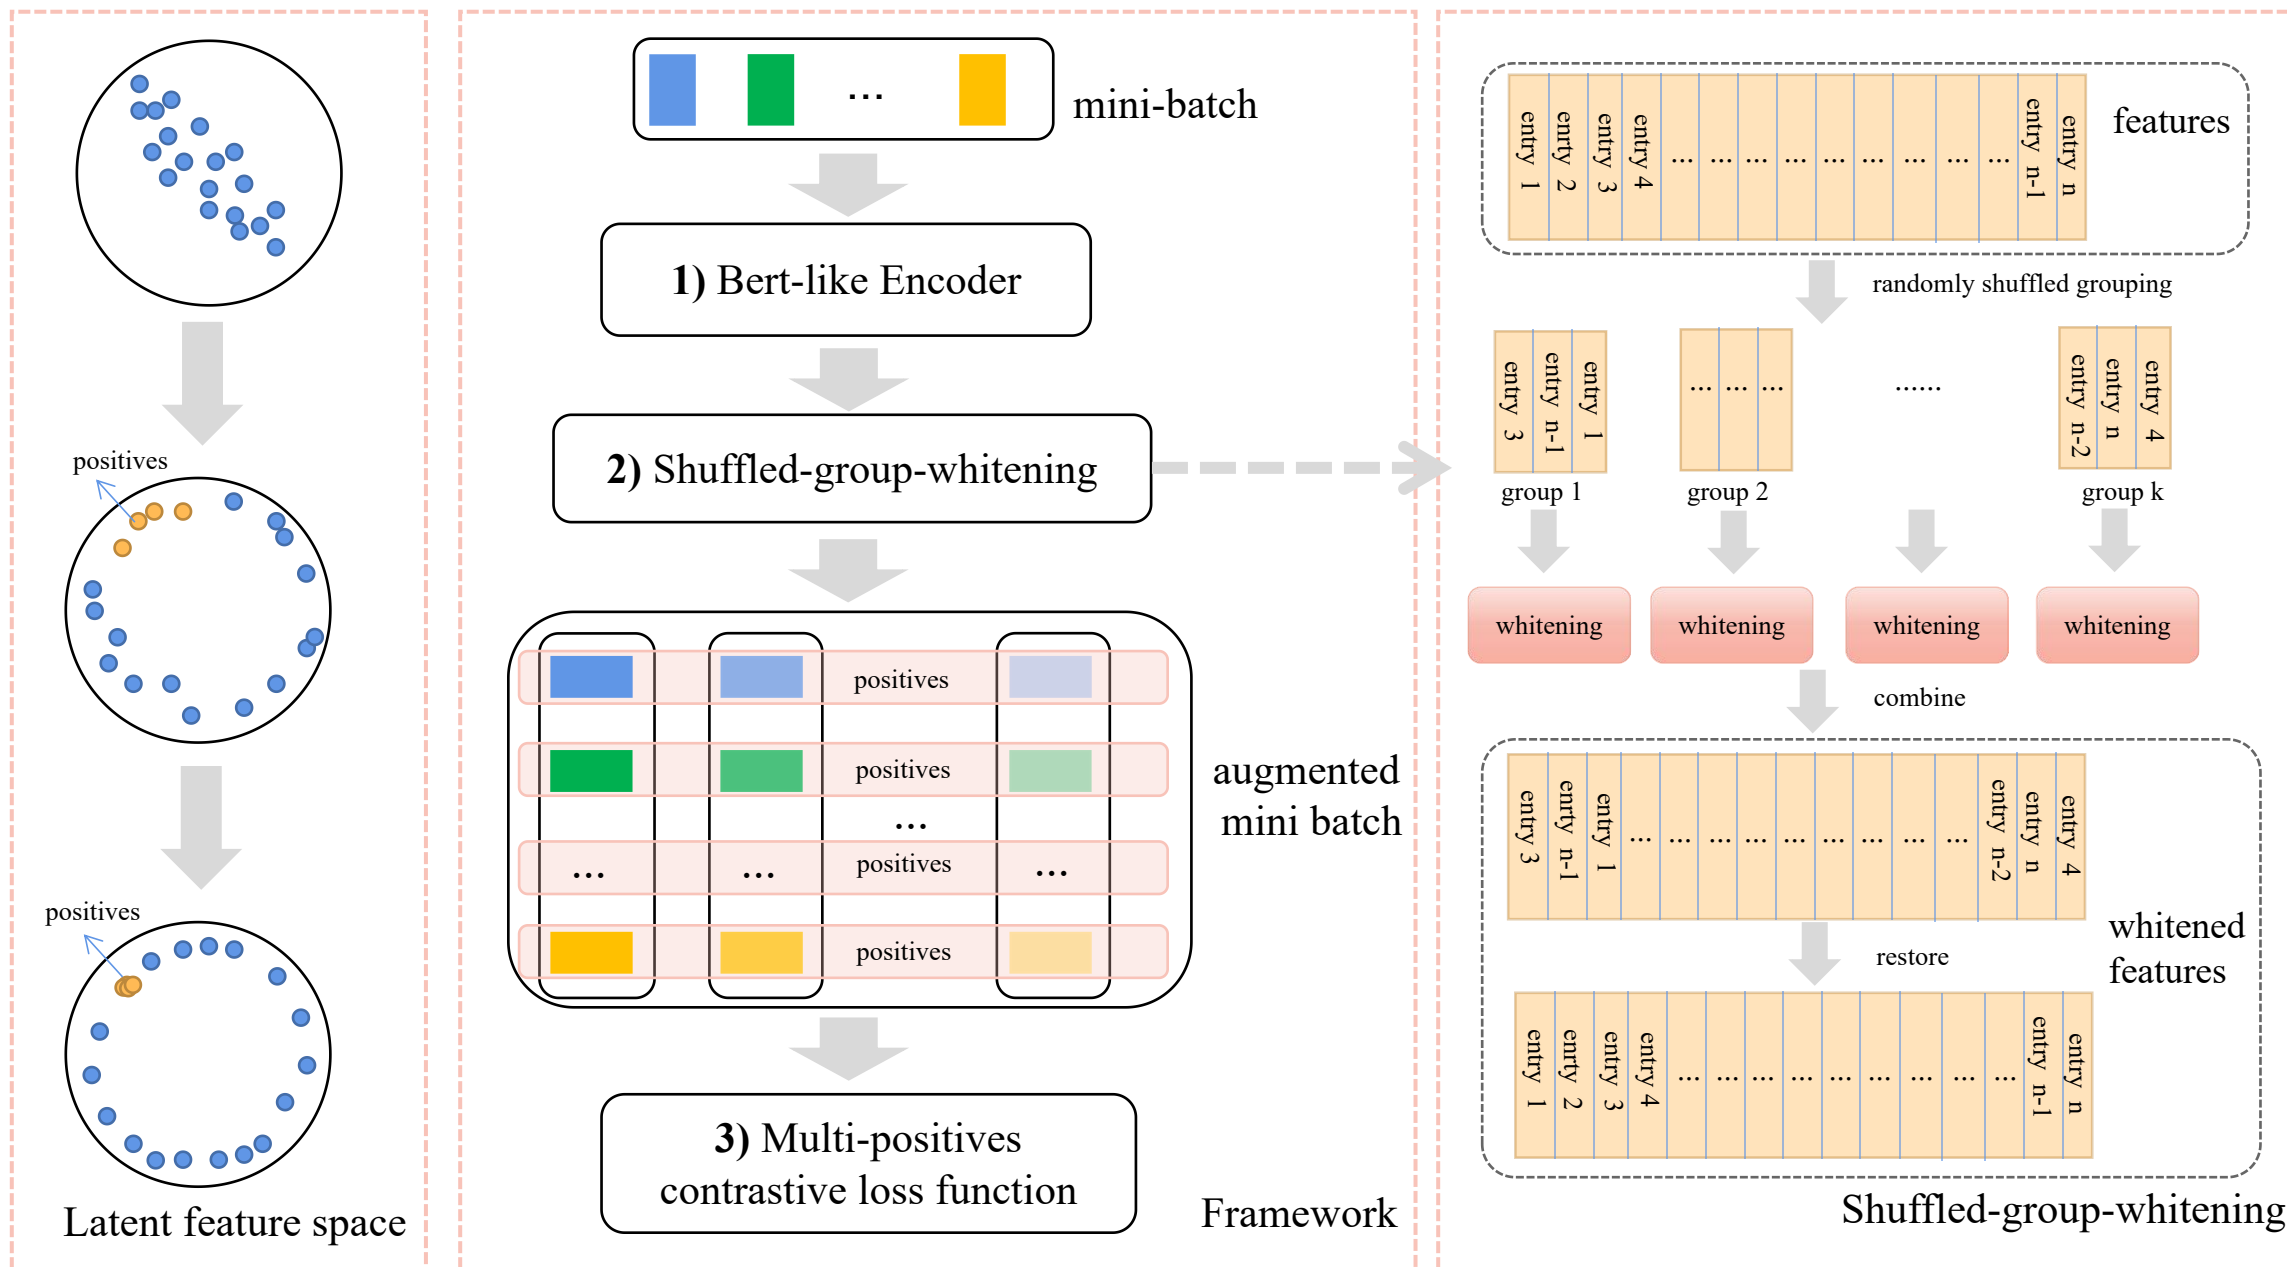 positives
positives
Latent feature space
...
mini-batch
1) Bert-like Encoder
2) Shuffled-group-whitening
positives
positives
...
... ... positives ...
positives
augmented
mini batch
3) Multi-positives
contrastive loss function
Framework
entry 1
enrty 2
entry 3
entry 4
... ... ... ... ... ... ... ... ...
entry n-1
entry n
features
randomly shuffled grouping
entry 3
entry n-1
entry 1
... ... ...
......
entry n-2
entry n
entry 4
group 1
group 2
group k
whitening
whitening
whitening
whitening
combine
entry 3
enrty n-1
entry 1
... ... ... ... ... ... ... ... ...
entry n-2
entry n
entry 4
whitened
features
restore
entry 1
enrty 2
entry 3
entry 4
... ... ... ... ... ... ... ... ...
entry n-1
entry n
Shuffled-group-whitening